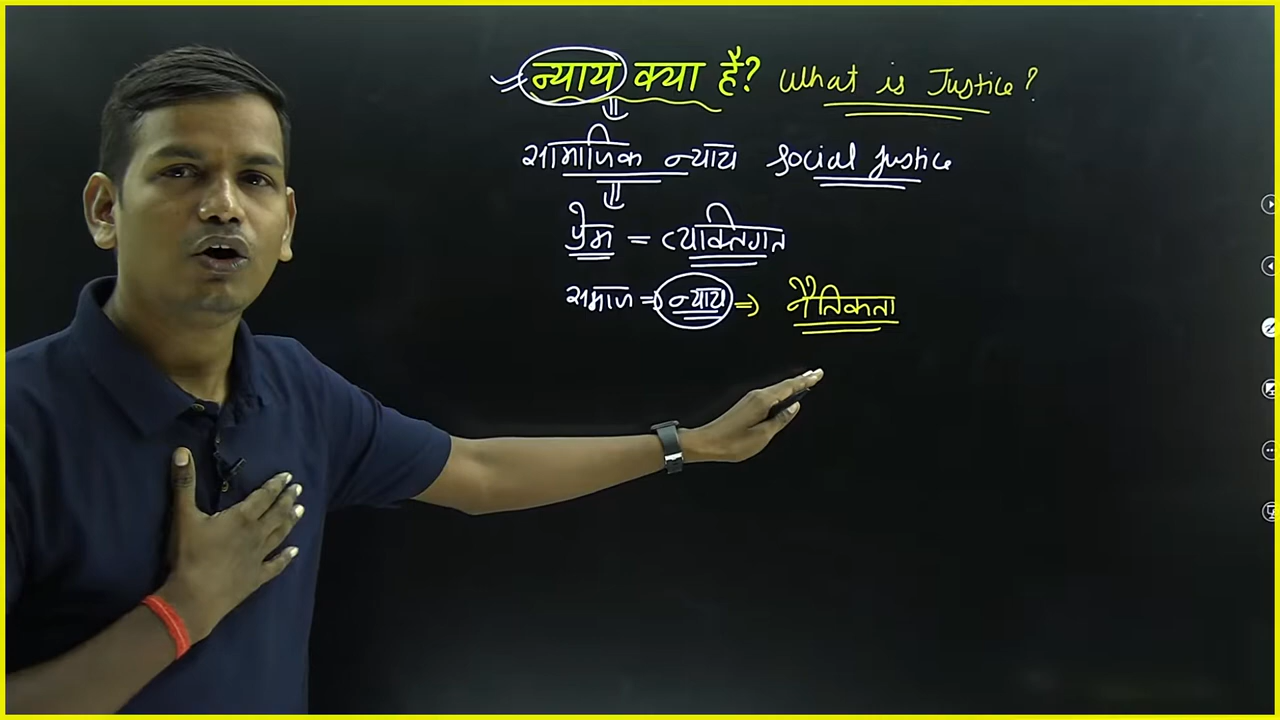 न्याय क्या है? What is Justice?
सामाजिक न्याय Social Justice
प्रेम = व्यक्तिगत
समाज => न्याय => नैतिकता